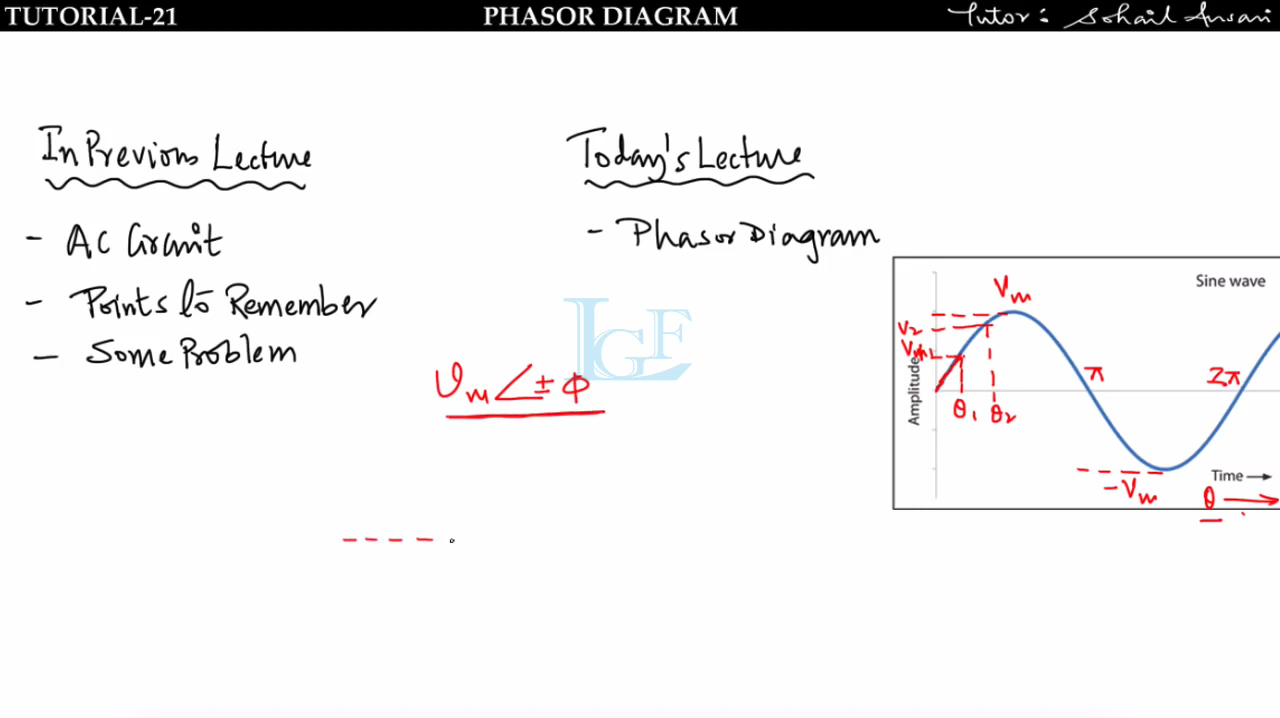 TUTORIAL-21
PHASOR DIAGRAM
Tutor: Sohail Ansari
In Previous Lecture
- AC Circuit
- Points to Remember
- Some Problem
Today's Lecture
- Phasor Diagram
LGF
Vm∠±φ
Sine wave
Vm
V2
Amplitude
θ1
θ2
π
2π
-Vm
Time
θ